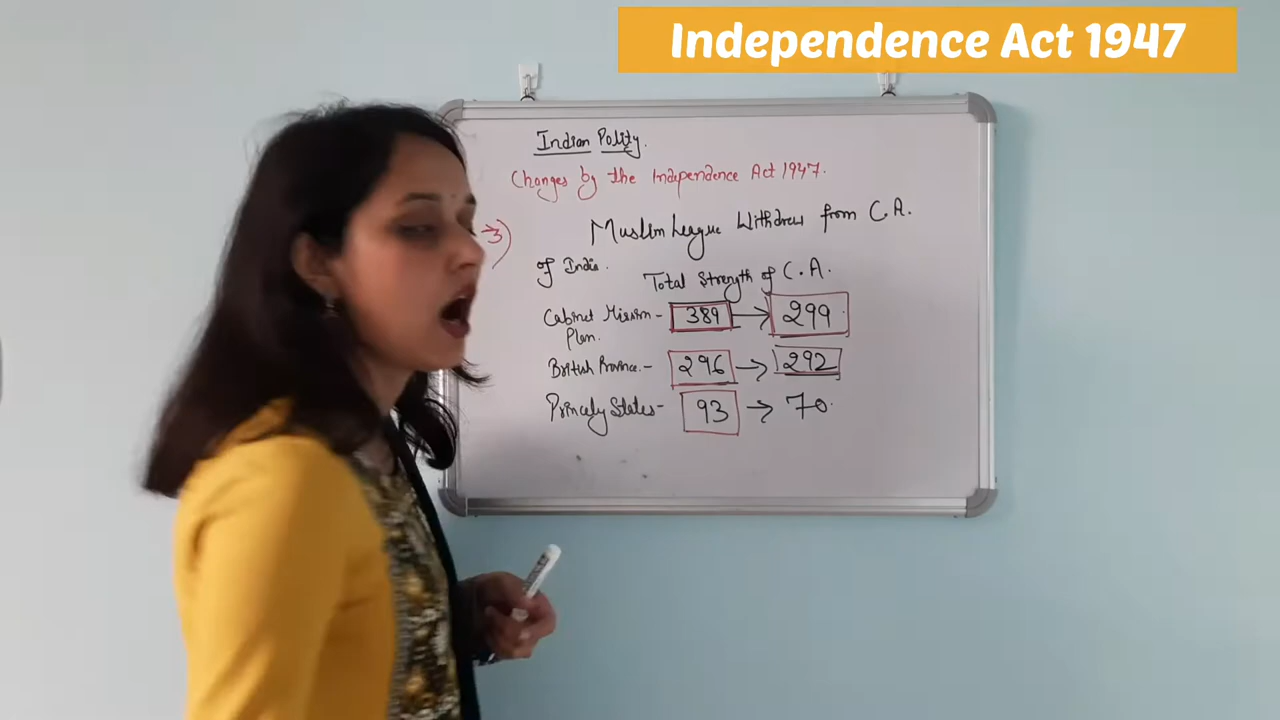 Independence Act 1947
Indian Polity.
Changes by the Independence Act 1947.
→3) Muslim League Withdrew from C.A.
of India.
Total Strength of C.A.
Cabinet Mission - 389 → 299
Plan.
British Province. - 296 → 292
Princely States - 93 → 70.